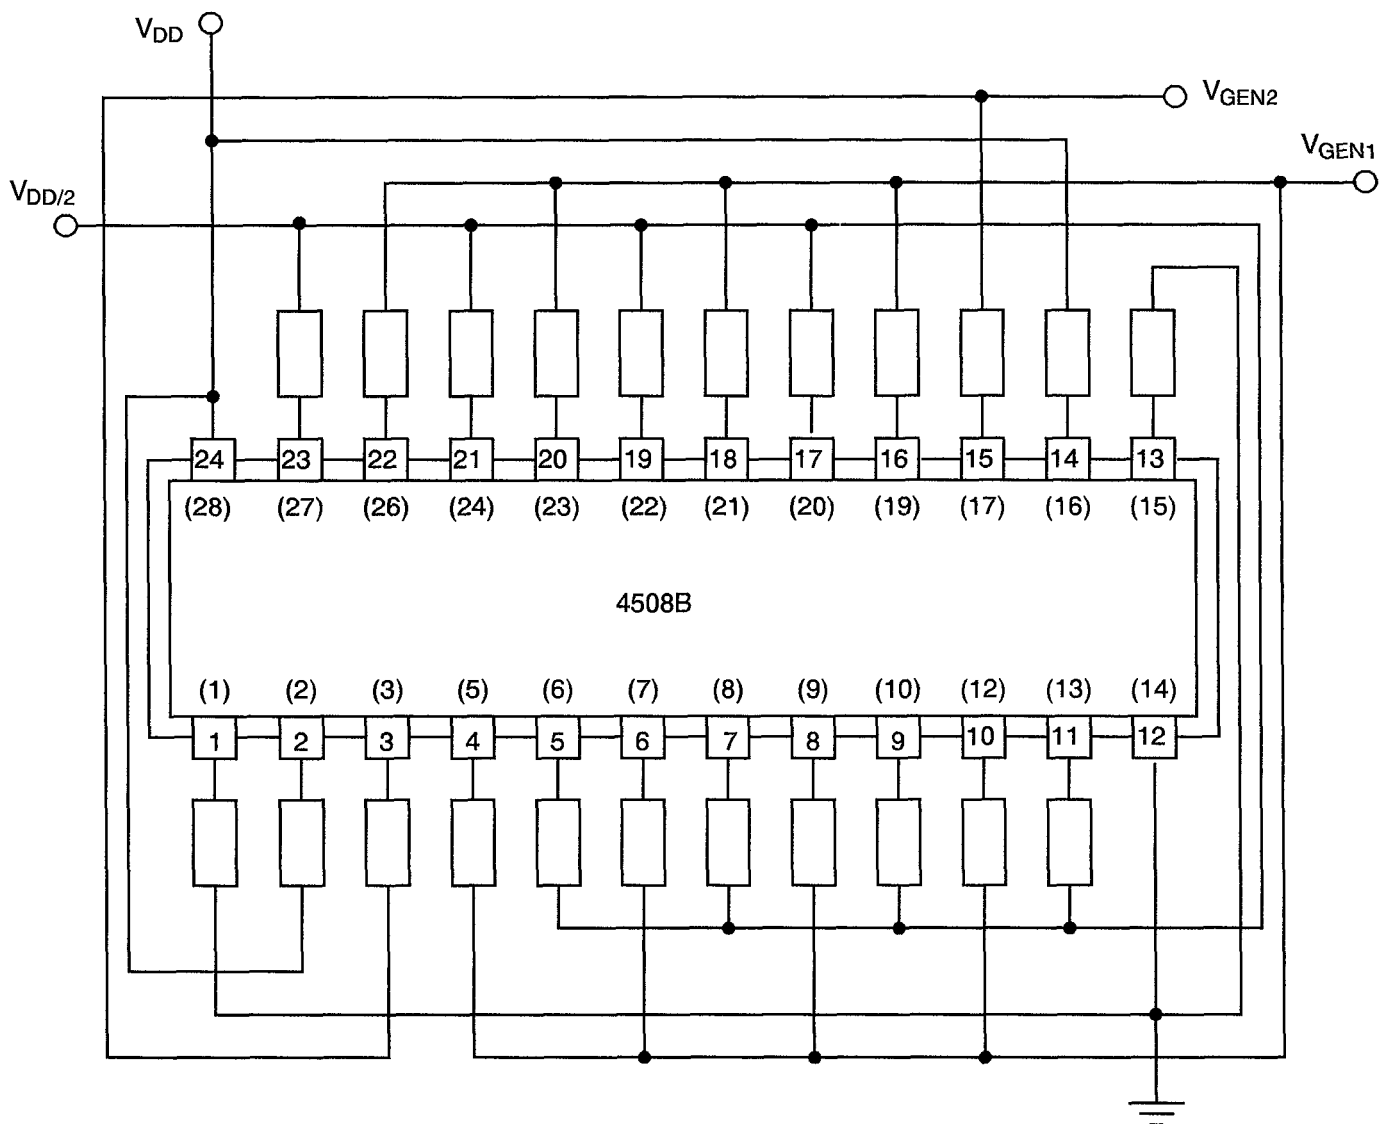 VDD
VGEN2
VGEN1
VDD/2
24 23 22 21 20 19 18 17 16 15 14 13
(28) (27) (26) (24) (23) (22) (21) (20) (19) (17) (16) (15)
4508B
(1) (2) (3) (5) (6) (7) (8) (9) (10) (12) (13) (14)
1 2 3 4 5 6 7 8 9 10 11 12